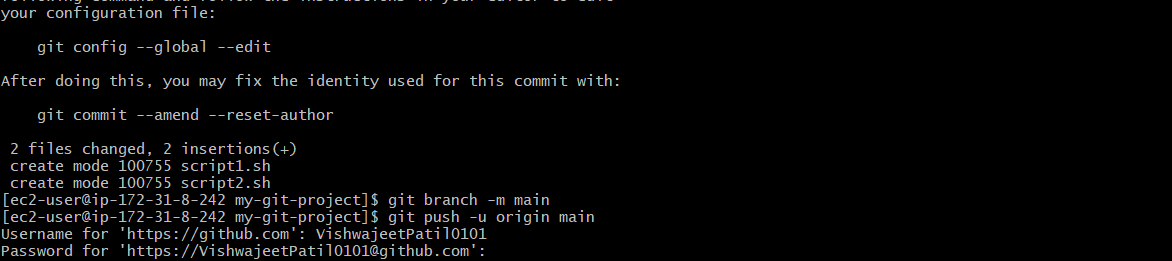 your configuration file:
git config --global --edit
After doing this, you may fix the identity used for this commit with:
git commit --amend --reset-author
2 files changed, 2 insertions(+)
create mode 100755 script1.sh
create mode 100755 script2.sh
[ec2-user@ip-172-31-8-242 my-git-project]$ git branch -m main
[ec2-user@ip-172-31-8-242 my-git-project]$ git push -u origin main
Username for 'https://github.com': VishwajeetPatil0101
Password for 'https://VishwajeetPatil0101@github.com':